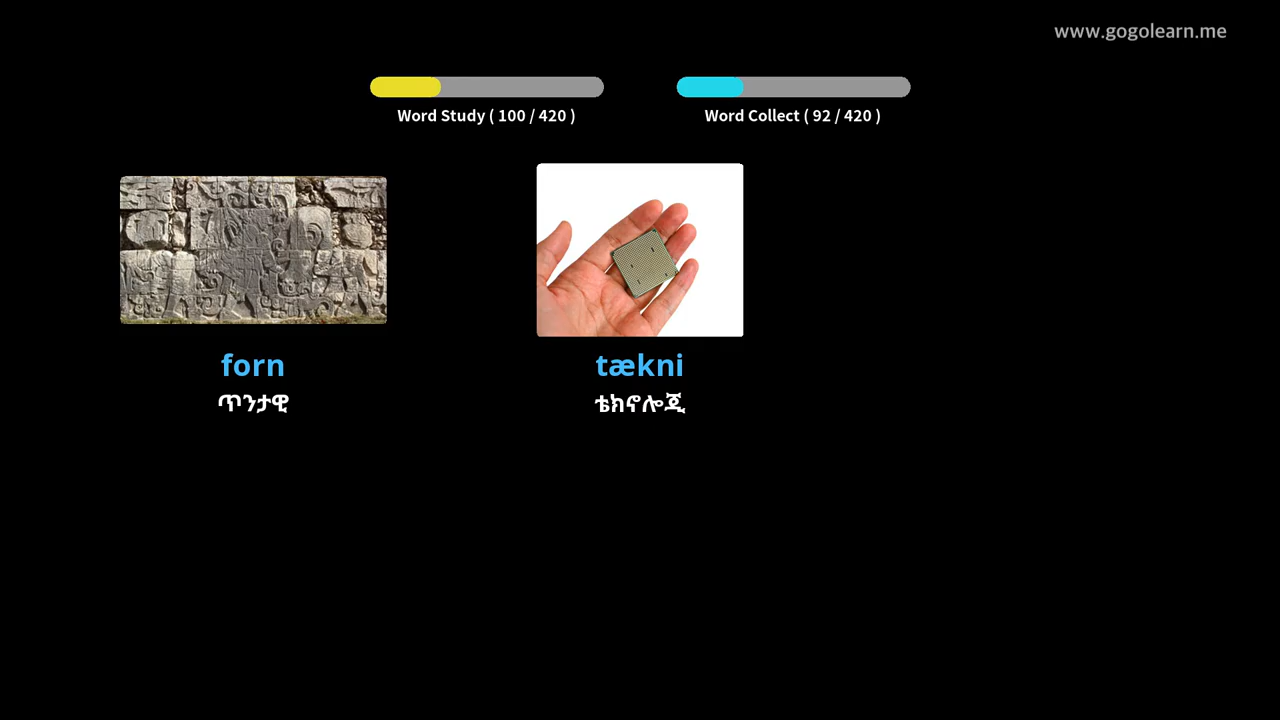 www.gogolearn.me
Word Study ( 100 / 420 )
Word Collect ( 92 / 420 )
forn
tækni
ጥንታዊ
ቴክኖሎጂ